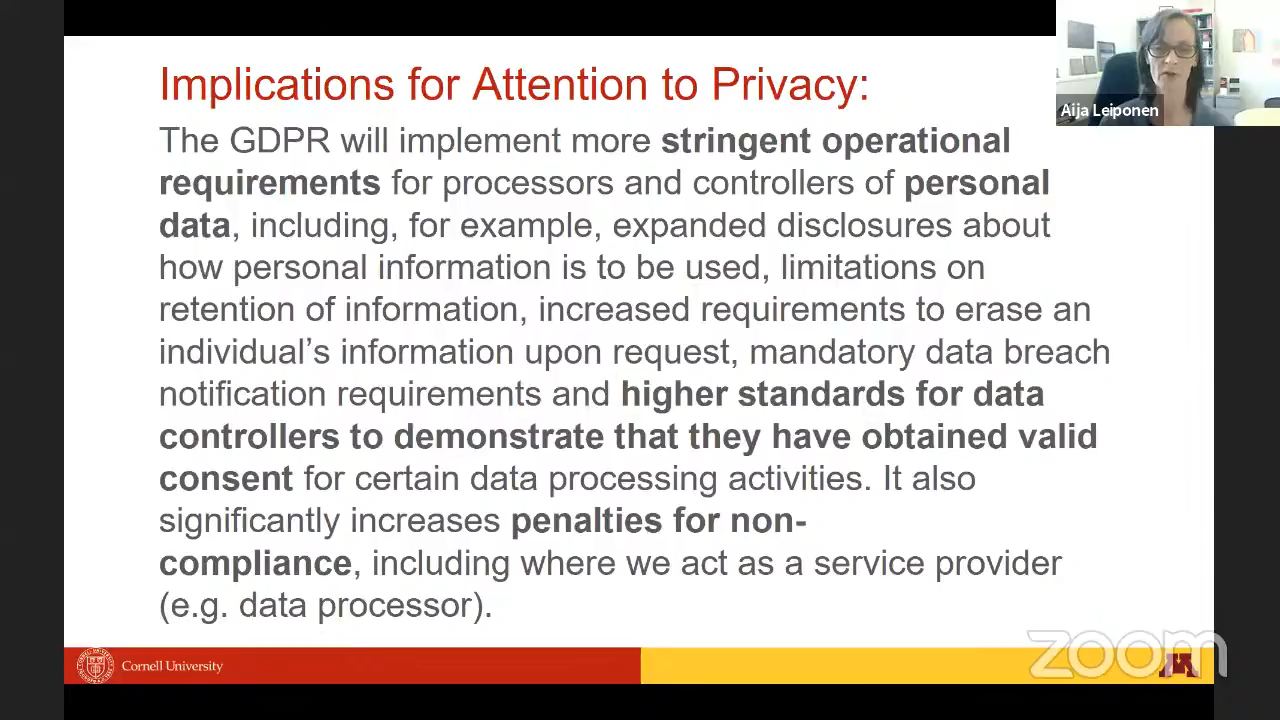 Implications for Attention to Privacy:
The GDPR will implement more stringent operational
requirements for processors and controllers of personal
data, including, for example, expanded disclosures about
how personal information is to be used, limitations on
retention of information, increased requirements to erase an
individual’s information upon request, mandatory data breach
notification requirements and higher standards for data
controllers to demonstrate that they have obtained valid
consent for certain data processing activities. It also
significantly increases penalties for non-
compliance, including where we act as a service provider
(e.g. data processor).
Aija Leiponen
Cornell University
zoom
M